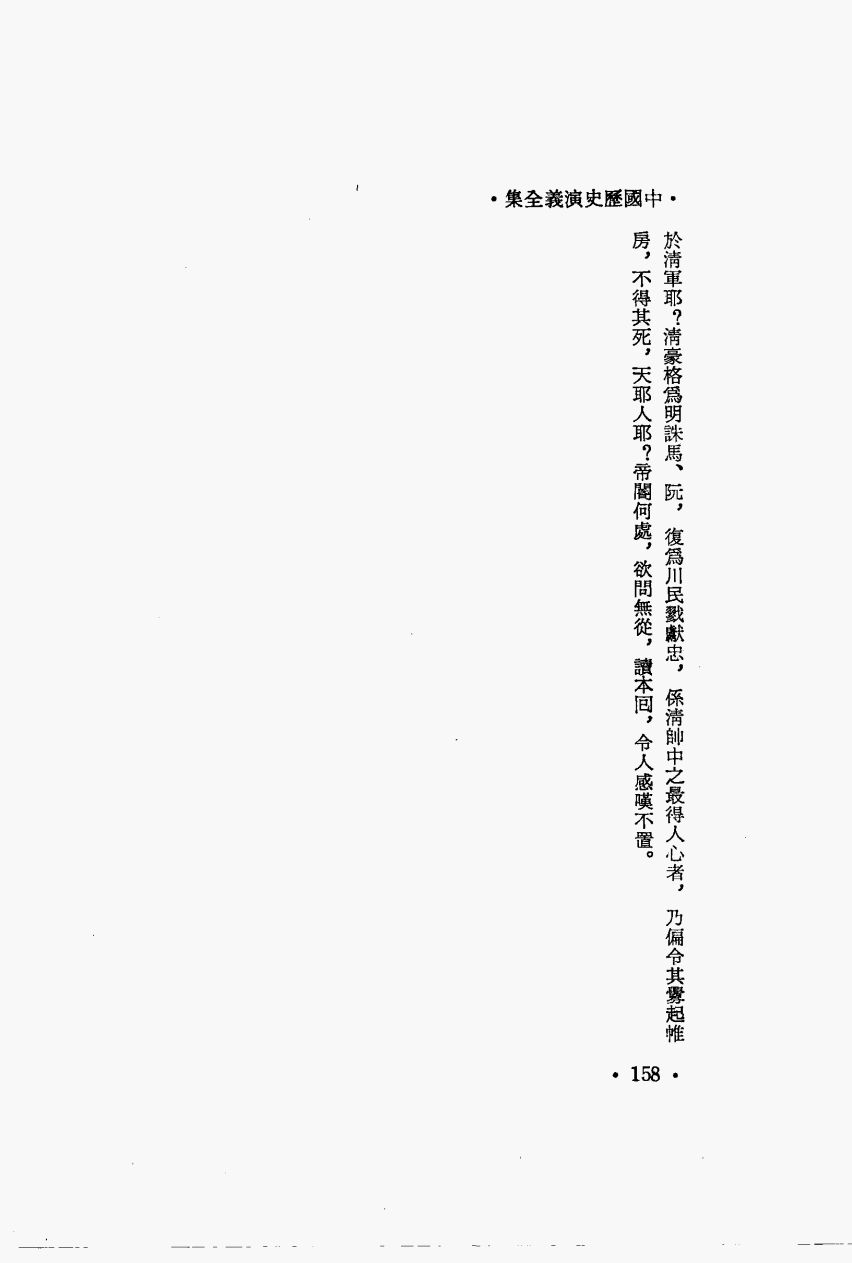 •中國歷史演義全集•
於清軍耶？清豪格爲明誅馬、阮，復爲川民戮獻忠，係清帥中之最得人心者，乃偏令其釁起帷
房，不得其死，天耶人耶？帝閽何處，欲問無從，讀本回，令人感嘆不置。
• 158 •